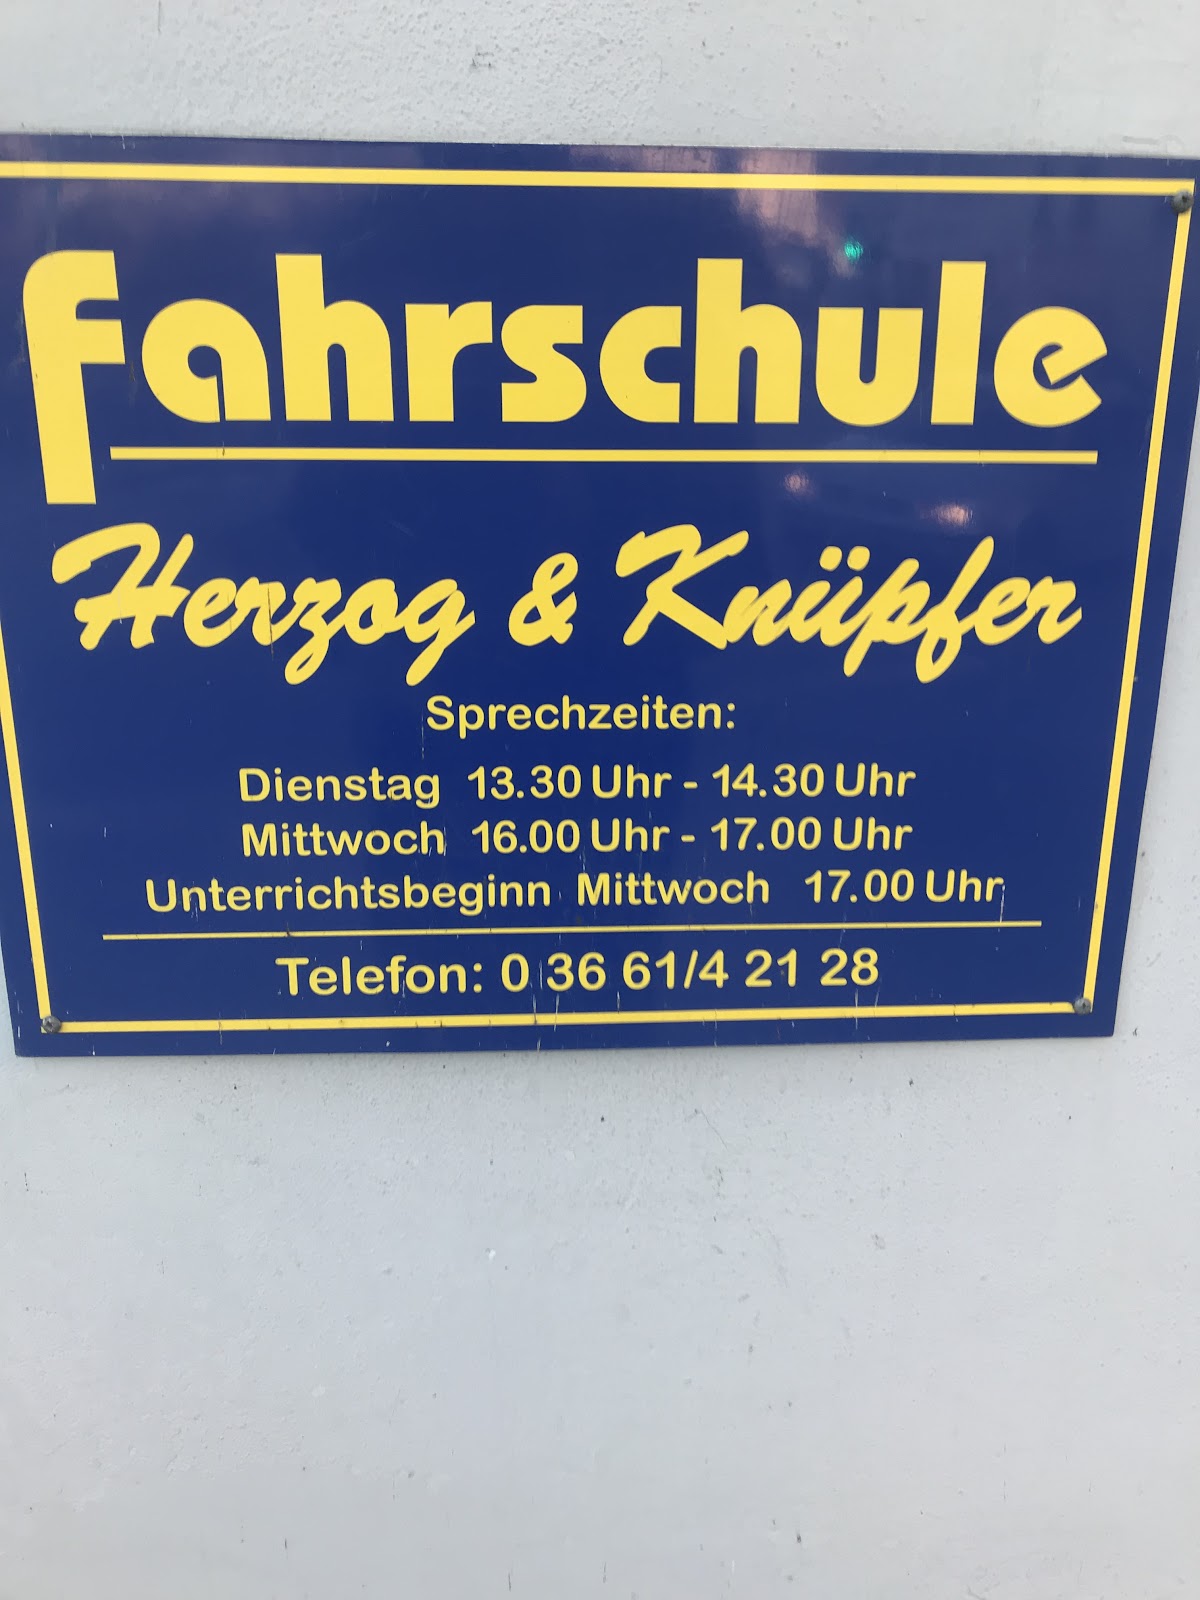 fahrschule
Herzog & Knüpfer
Sprechzeiten:
Dienstag 13.30 Uhr - 14.30 Uhr
Mittwoch 16.00 Uhr - 17.00 Uhr
Unterrichtsbeginn Mittwoch 17.00 Uhr
Telefon: 0 36 61/4 21 28